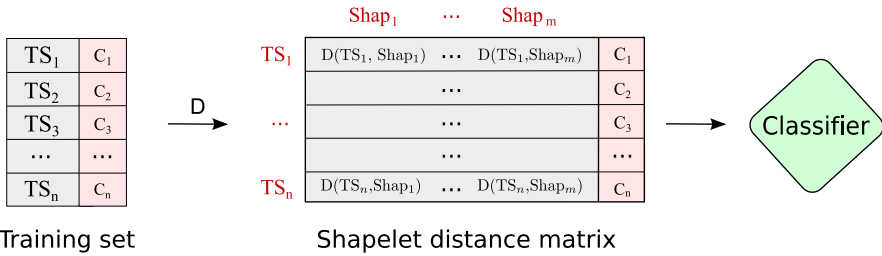 Shap₁ ... Shapₘ
TS₁ C₁ TS₁ D(TS₁, Shap₁) ... D(TS₁,Shapₘ) C₁
TS₂ C₂ ... C₂
D
TS₃ C₃ ... ... C₃ Classifier
... ... ... ...
TSₙ Cₙ TSₙ D(TSₙ,Shap₁) ... D(TSₙ,Shapₘ) Cₙ
Training set Shapelet distance matrix